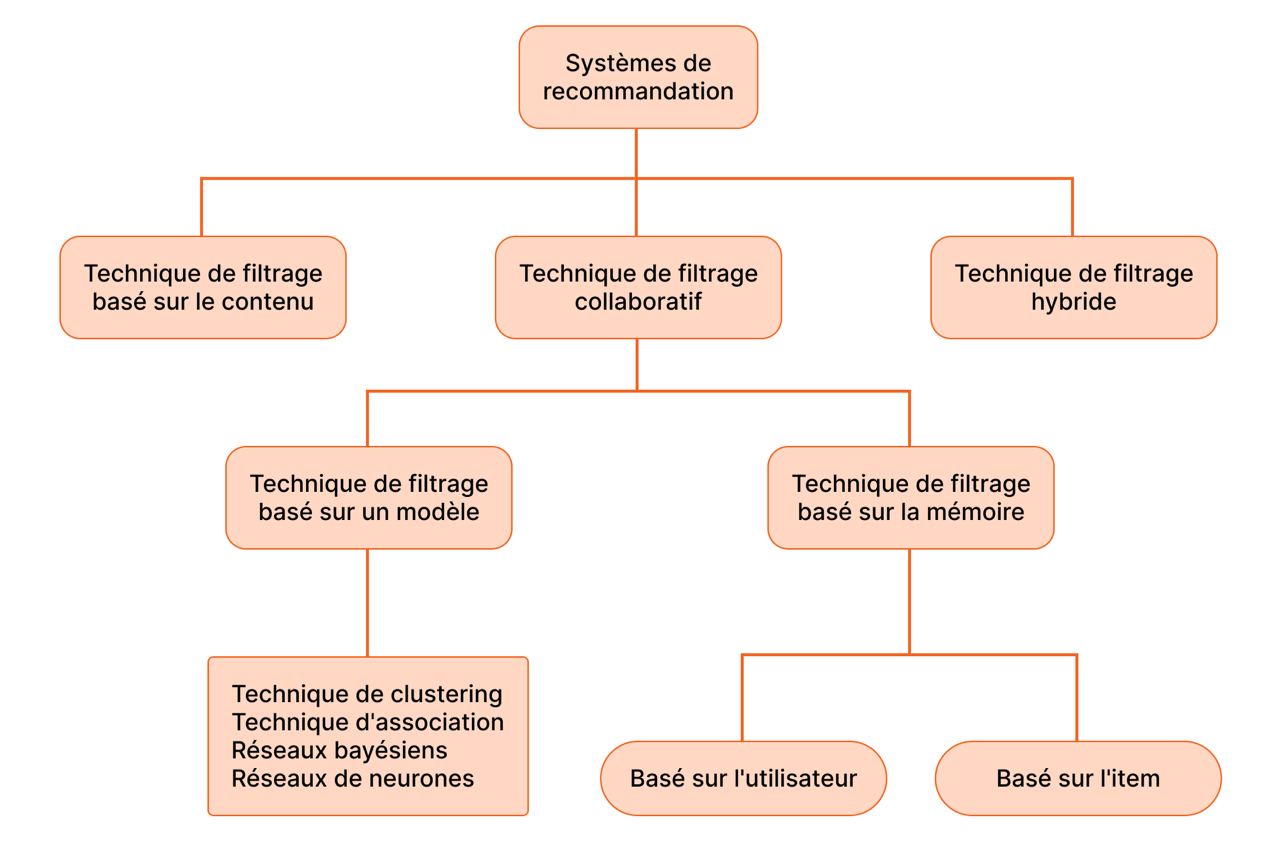 Systèmes de
recommandation
Technique de filtrage
basé sur le contenu
Technique de filtrage
collaboratif
Technique de filtrage
hybride
Technique de filtrage
basé sur un modèle
Technique de filtrage
basé sur la mémoire
Technique de clustering
Technique d'association
Réseaux bayésiens
Réseaux de neurones
Basé sur l'utilisateur
Basé sur l'item